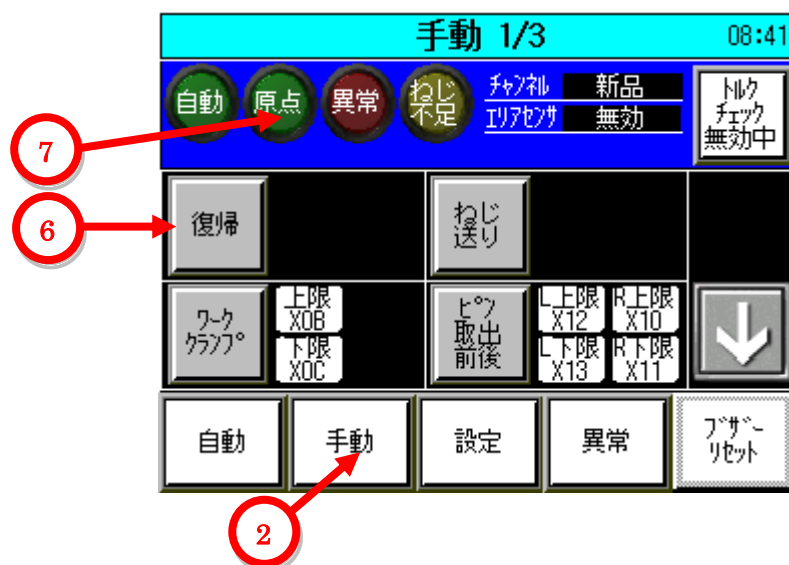 手動 1/3
08:41
自動
原点
異常
ねじ
不足
ﾁｬﾝﾈﾙ 新品
ｴﾘｱｾﾝｻ 無効
ﾄﾙｸ
ﾁｪｯｸ
無効中
7
6
復帰
ねじ
送り
ﾜｰｸ
ｸﾗﾝﾌﾟ
上限
X0B
下限
X0C
ﾋﾟﾝ
取出
前後
L上限
X12
R上限
X10
L下限
X13
R下限
X11
自動
手動
設定
異常
ﾌﾞｻﾞｰ
ﾘｾｯﾄ
2